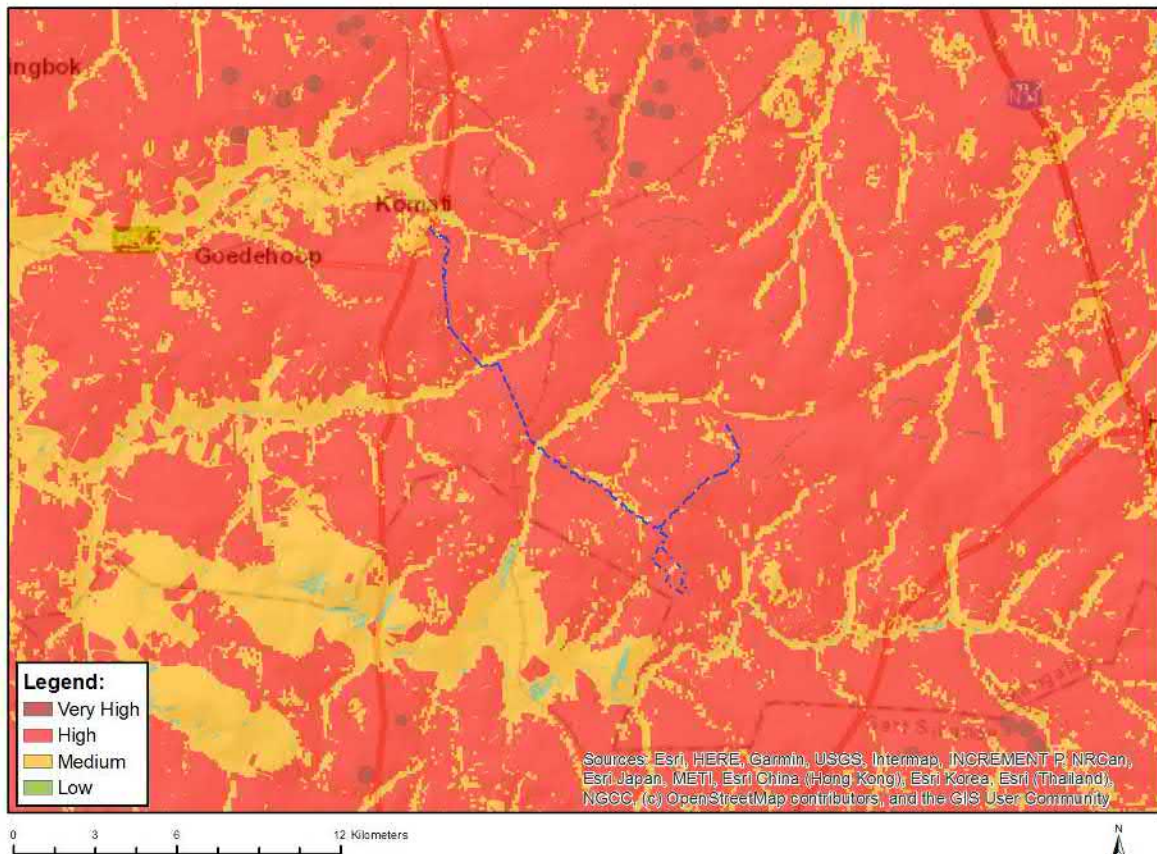 ingbok
Komati
Goedehoop
Legend:
Very High
High
Medium
Low
Sources: Esri, HERE, Garmin, USGS, Intermap, INCREMENT P, NRCan,
Esri Japan, METI, Esri China (Hong Kong), Esri Korea, Esri (Thailand),
NGCC, (c) OpenStreetMap contributors, and the GIS User Community
0 3 6 12 Kilometers
N